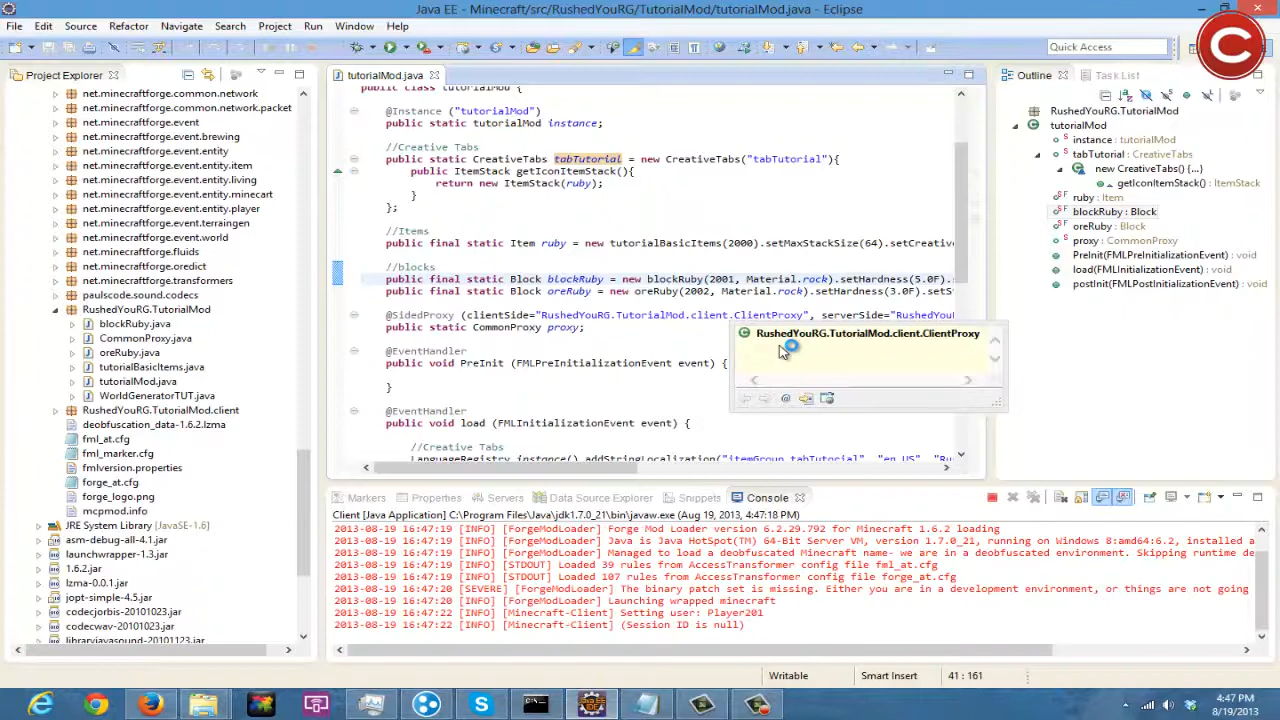 Java EE - Minecraft/src/RushedYouRG/TutorialMod/tutorialMod.java - Eclipse
File Edit Source Refactor Navigate Search Project Run Window Help
Quick Access
Project Explorer
net.minecraftforge.common.network
net.minecraftforge.common.network.packet
net.minecraftforge.event
net.minecraftforge.event.brewing
net.minecraftforge.event.entity
net.minecraftforge.event.entity.item
net.minecraftforge.event.entity.living
net.minecraftforge.event.entity.minecart
net.minecraftforge.event.entity.player
net.minecraftforge.event.terraingen
net.minecraftforge.event.world
net.minecraftforge.fluids
net.minecraftforge.oredict
net.minecraftforge.transformers
paulscode.sound.codecs
RushedYouRG.TutorialMod
blockRuby.java
CommonProxy.java
oreRuby.java
tutorialBasicItems.java
tutorialMod.java
WorldGeneratorTUT.java
RushedYouRG.TutorialMod.client
deobfuscation_data-1.6.2.lzma
fml_at.cfg
fml_marker.cfg
fmlversion.properties
forge_at.cfg
forge_logo.png
mcpmod.info
JRE System Library [JavaSE-1.6]
asm-debug-all-4.1.jar
launchwrapper-1.3.jar
1.6.2.jar
lzma-0.0.1.jar
jopt-simple-4.5.jar
codecjorbis-20101023.jar
codecwav-20101023.jar
libraryjavasound-20101123.jar
tutorialMod.java
public class tutorialMod {
@Instance ("tutorialMod")
public static tutorialMod instance;
//Creative Tabs
public static CreativeTabs tabTutorial = new CreativeTabs("tabTutorial"){
public ItemStack getIconItemStack(){
return new ItemStack(ruby);
}
};
//Items
public final static Item ruby = new tutorialBasicItems(2000).setMaxStackSize(64).setCreativ
//blocks
public final static Block blockRuby = new blockRuby(2001, Material.rock).setHardness(5.0F).
public final static Block oreRuby = new oreRuby(2002, Material.rock).setHardness(3.0F).setS
@SidedProxy (clientSide="RushedYouRG.TutorialMod.client.ClientProxy", serverSide="RushedYou
public static CommonProxy proxy;
RushedYouRG.TutorialMod.client.ClientProxy
@EventHandler
public void PreInit (FMLPreInitializationEvent event) {
}
@EventHandler
public void load (FMLInitializationEvent event) {
//Creative Tabs
LanguageRegistry.instance().addStringLocalization("itemGroup.tabTutorial", "en_US", "Ru
Outline Task List
RushedYouRG.TutorialMod
tutorialMod
instance : tutorialMod
tabTutorial : CreativeTabs
new CreativeTabs() {...}
getIconItemStack() : ItemStack
ruby : Item
blockRuby : Block
oreRuby : Block
proxy : CommonProxy
PreInit(FMLPreInitializationEvent)
load(FMLInitializationEvent) : void
postInit(FMLPostInitializationEvent)
Markers Properties Servers Data Source Explorer Snippets Console
Client [Java Application] C:\Program Files\Java\jdk1.7.0_21\bin\javaw.exe (Aug 19, 2013, 4:47:18 PM)
2013-08-19 16:47:19 [INFO] [ForgeModLoader] Forge Mod Loader version 6.2.29.792 for Minecraft 1.6.2 loading
2013-08-19 16:47:19 [INFO] [ForgeModLoader] Java is Java HotSpot(TM) 64-Bit Server VM, version 1.7.0_21, running on Windows 8:amd64:6.2, installed a
2013-08-19 16:47:19 [INFO] [ForgeModLoader] Managed to load a deobfuscated Minecraft name- we are in a deobfuscated environment. Skipping runtime de
2013-08-19 16:47:19 [INFO] [STDOUT] Loaded 39 rules from AccessTransformer config file fml_at.cfg
2013-08-19 16:47:19 [INFO] [STDOUT] Loaded 107 rules from AccessTransformer config file forge_at.cfg
2013-08-19 16:47:20 [SEVERE] [ForgeModLoader] The binary patch set is missing. Either you are in a development environment, or things are not going
2013-08-19 16:47:20 [INFO] [ForgeModLoader] Launching wrapped minecraft
2013-08-19 16:47:22 [INFO] [Minecraft-Client] Setting user: Player201
2013-08-19 16:47:22 [INFO] [Minecraft-Client] (Session ID is null)
Writable Smart Insert 41 : 161
4:47 PM
8/19/2013